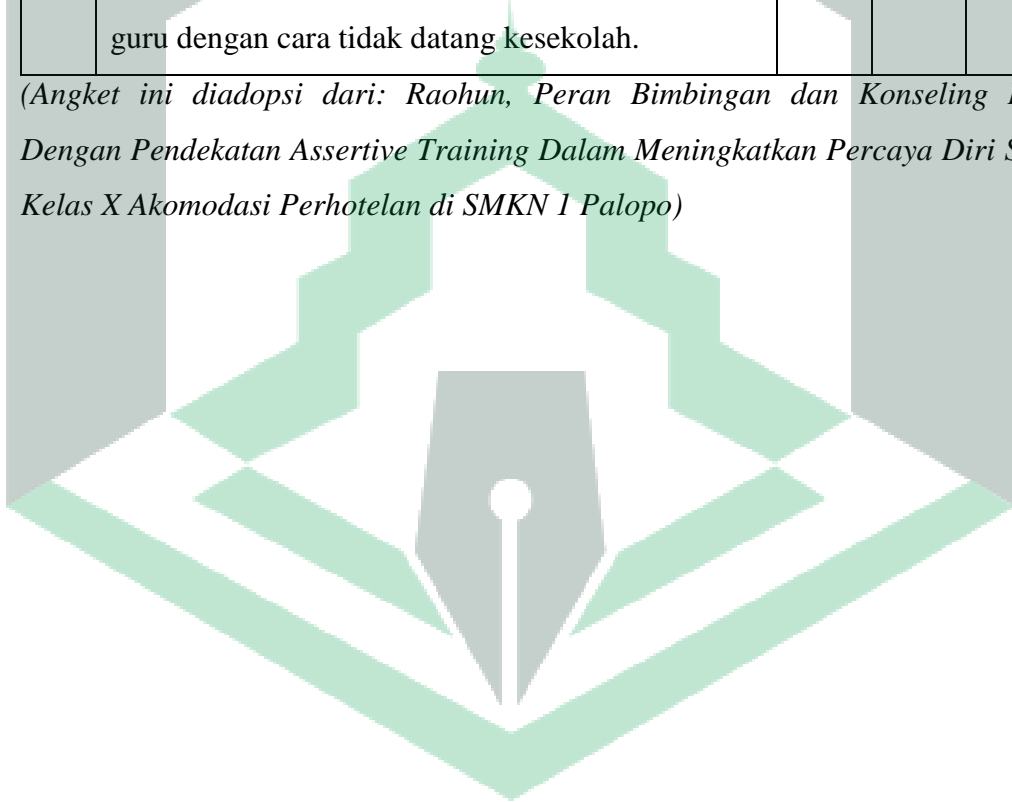 guru dengan cara tidak datang kesekolah.
(Angket ini diadopsi dari: Raohun, Peran Bimbingan dan Konseling
Dengan Pendekatan Assertive Training Dalam Meningkatkan Percaya Diri
Kelas X Akomodasi Perhotelan di SMKN 1 Palopo)